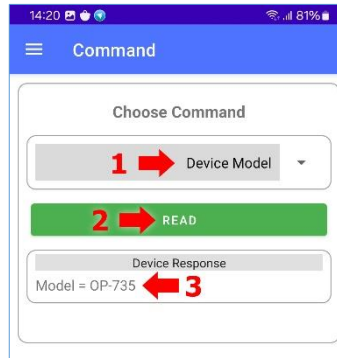 14:20 81%
Command
Choose Command
1 Device Model
2 READ
Device Response
Model = OP-735 3